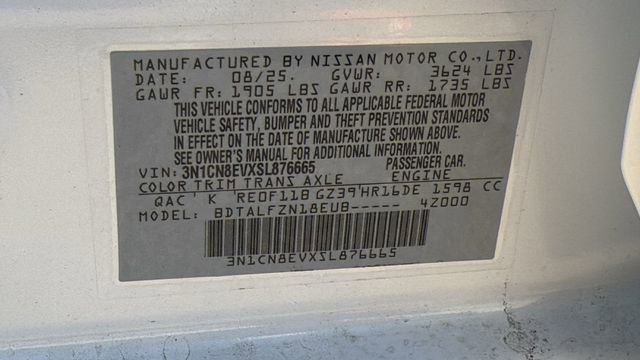 MANUFACTURED BY NISSAN MOTOR CO.,LTD.
DATE: 08/25. GVWR: 3624 LBS
GAWR FR: 1905 LBS GAWR RR: 1735 LBS
THIS VEHICLE CONFORMS TO ALL APPLICABLE FEDERAL MOTOR
VEHICLE SAFETY, BUMPER AND THEFT PREVENTION STANDARDS
IN EFFECT ON THE DATE OF MANUFACTURE SHOWN ABOVE.
SEE OWNER'S MANUAL FOR ADDITIONAL INFORMATION.
VIN: 3N1CN8EVXSL876665 PASSENGER CAR.
COLOR TRIM TRANS AXLE
QAC' K 'RE0F11B GZ39'HR16DE 1598 CC
MODEL: BDTALFZN18EUB----- 4Z000
3N1CN8EVXSL876665